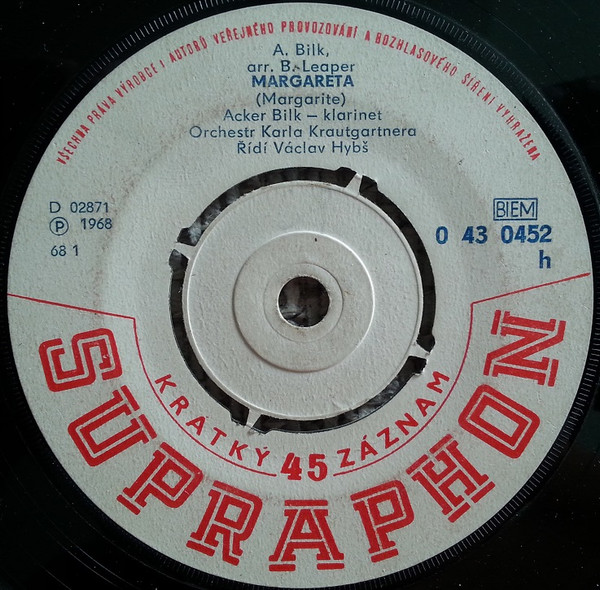 VŠECHNA PRÁVA VÝROBCE I AUTORŮ VEŘEJNÉHO PROVOZOVÁNÍ A ROZHLASOVÉHO ŠÍŘENÍ VYHRAŽENA
A. Bilk,
arr. B. Leaper
MARGARETA
(Margarite)
Acker Bilk – klarinet
Orchestr Karla Krautgartnera
Řídí Václav Hybš
D 02871
Ⓟ 1968
68 1
BIEM
0 43 0452
h
KRÁTKÝ 45 ZÁZNAM
SUPRAPHON